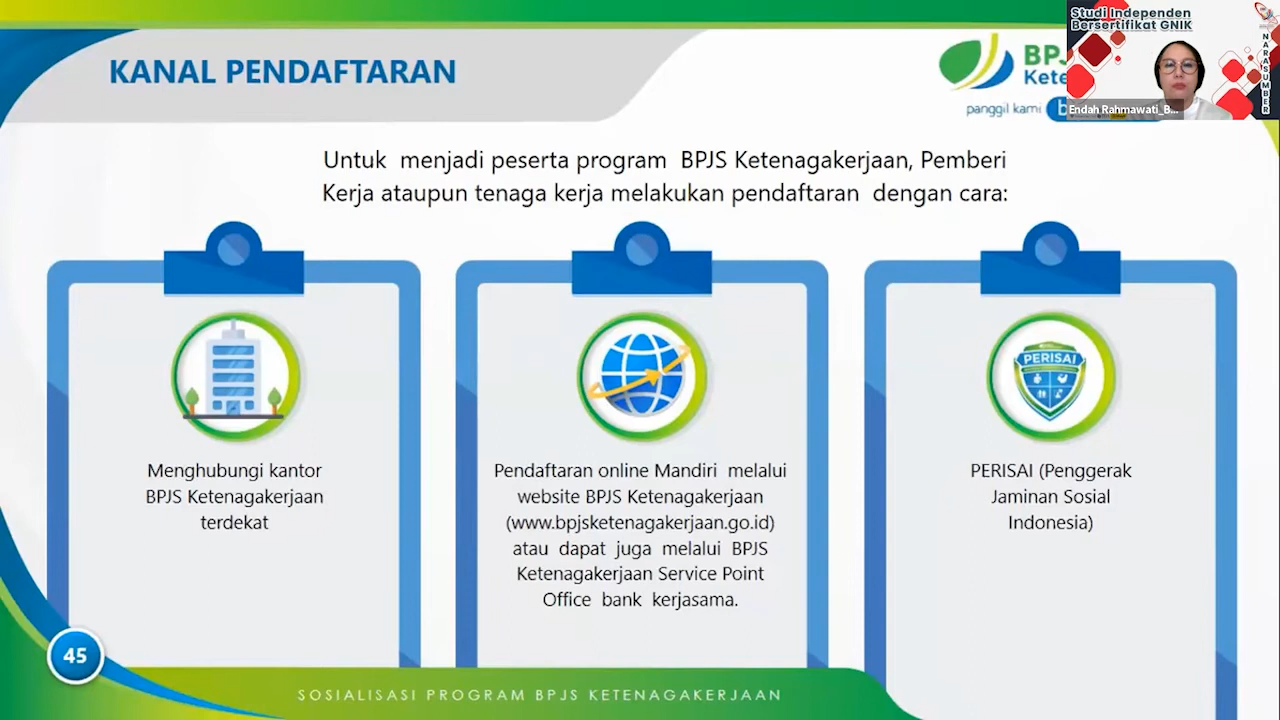 KANAL PENDAFTARAN
panggil kami
Studi Independen
Bersertifikat GNIK
NARASUMBER
Endah Rahmawati_B...
Untuk menjadi peserta program BPJS Ketenagakerjaan, Pemberi
Kerja ataupun tenaga kerja melakukan pendaftaran dengan cara:
Menghubungi kantor
BPJS Ketenagakerjaan
terdekat
Pendaftaran online Mandiri melalui
website BPJS Ketenagakerjaan
(www.bpjsketenagakerjaan.go.id)
atau dapat juga melalui BPJS
Ketenagakerjaan Service Point
Office bank kerjasama.
PERISAI
PERISAI (Penggerak
Jaminan Sosial
Indonesia)
45
SOSIALISASI PROGRAM BPJS KETENAGAKERJAAN